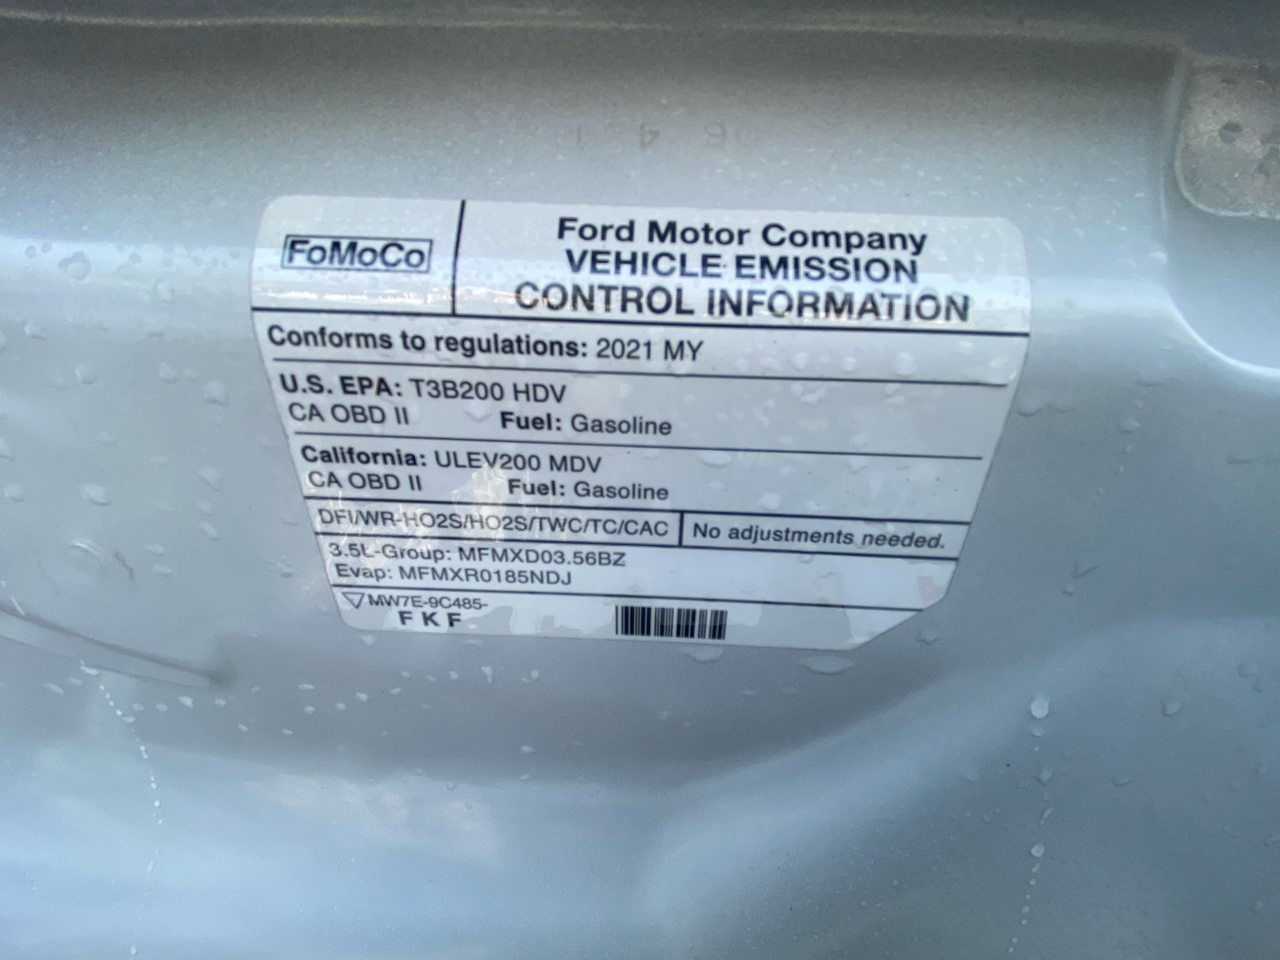 FoMoCo
Ford Motor Company
VEHICLE EMISSION
CONTROL INFORMATION
Conforms to regulations: 2021 MY
U.S. EPA: T3B200 HDV
CA OBD II Fuel: Gasoline
California: ULEV200 MDV
CA OBD II Fuel: Gasoline
DFI/WR-HO2S/HO2S/TWC/TC/CAC No adjustments needed.
3.5L-Group: MFMXD03.56BZ
Evap: MFMXR0185NDJ
MW7E-9C485-
FKF